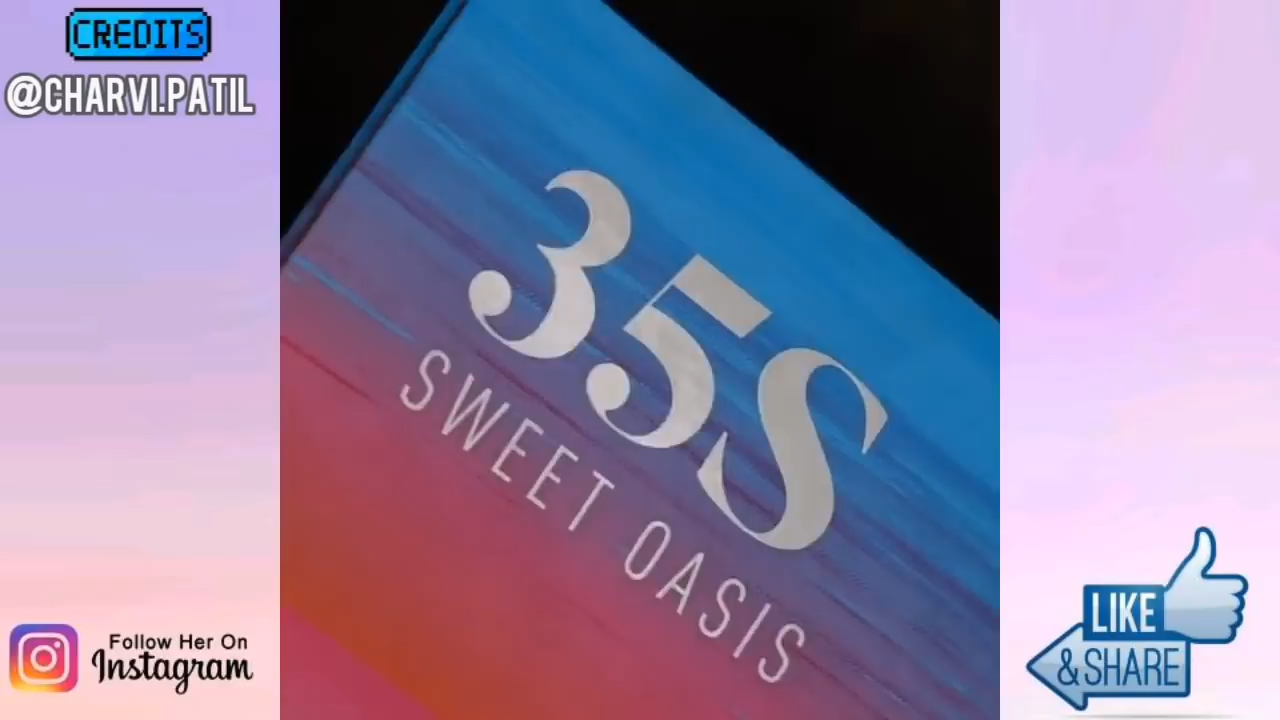 CREDITS
@CHARVI.PATIL
35S
SWEET OASIS
Follow Her On
Instagram
LIKE
& SHARE